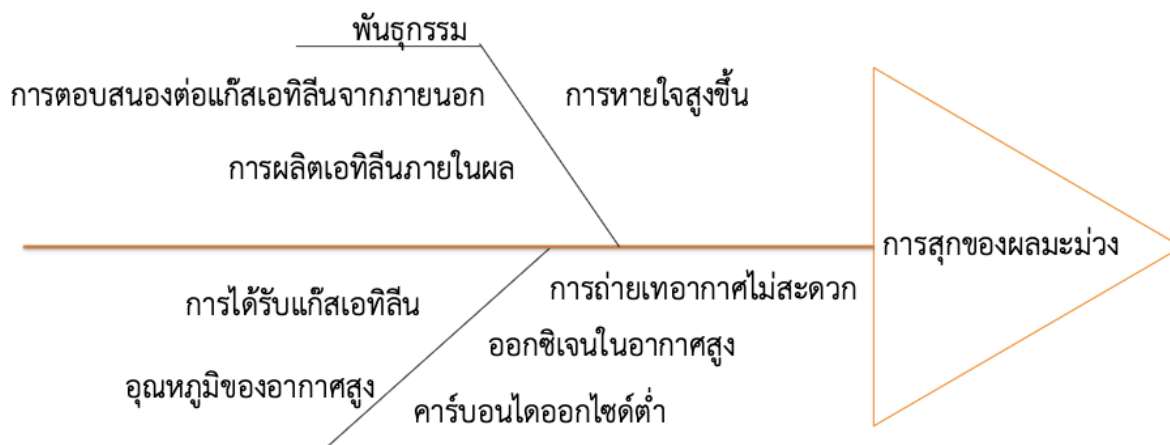 พันธุกรรม
การตอบสนองต่อแก๊สเอทิลีนจากภายนอก
การหายใจสูงขึ้น
การผลิตเอทิลีนภายในผล
การสุกของผลมะม่วง
การได้รับแก๊สเอทิลีน
การถ่ายเทอากาศไม่สะดวก
ออกซิเจนในอากาศสูง
อุณหภูมิของอากาศสูง
คาร์บอนไดออกไซด์ต่ำ